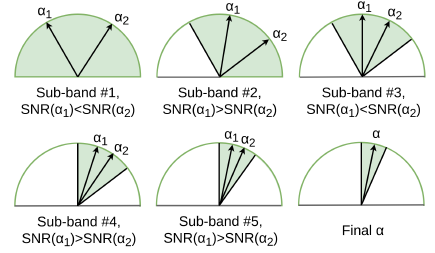 α₁ α₂
α₁ α₂
α₁ α₂
Sub-band #1,
SNR(α₁)<SNR(α₂)
Sub-band #2,
SNR(α₁)>SNR(α₂)
Sub-band #3,
SNR(α₁)<SNR(α₂)
α₁ α₂
α₁ α₂
α
Sub-band #4,
SNR(α₁)>SNR(α₂)
Sub-band #5,
SNR(α₁)>SNR(α₂)
Final α